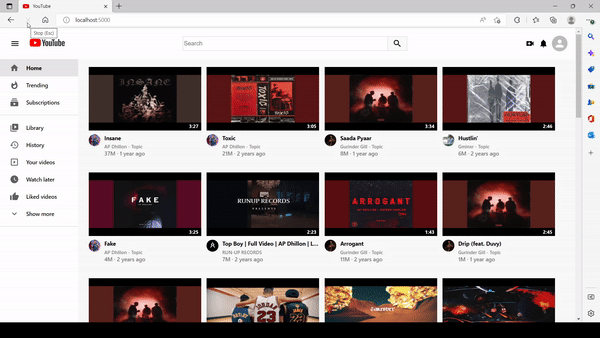 YouTube
localhost:5000
Stop (Esc)
YouTube
Search
Home
Trending
Subscriptions
Library
History
Your videos
Watch later
Liked videos
Show more
INSANE
3:27
Insane
AP Dhillon - Topic
37M · 1 year ago
TOXIC
3:05
Toxic
AP Dhillon - Topic
21M · 2 years ago
3:34
Saada Pyaar
Gurinder Gill - Topic
8M · 1 year ago
2:46
Hustlin'
Gminxr - Topic
6M · 2 years ago
FAKE
3:25
Fake
AP Dhillon - Topic
4M · 2 years ago
RUNUP RECORDS
PRESENTS
2:23
Top Boy | Full Video | AP Dhillon | L...
RUN-UP RECORDS
7M · 2 years ago
ARROGANT
1:43
Arrogant
Gurinder Gill - Topic
11M · 2 years ago
2:45
Drip (feat. Duvy)
Gurinder Gill - Topic
1M · 1 year ago
23